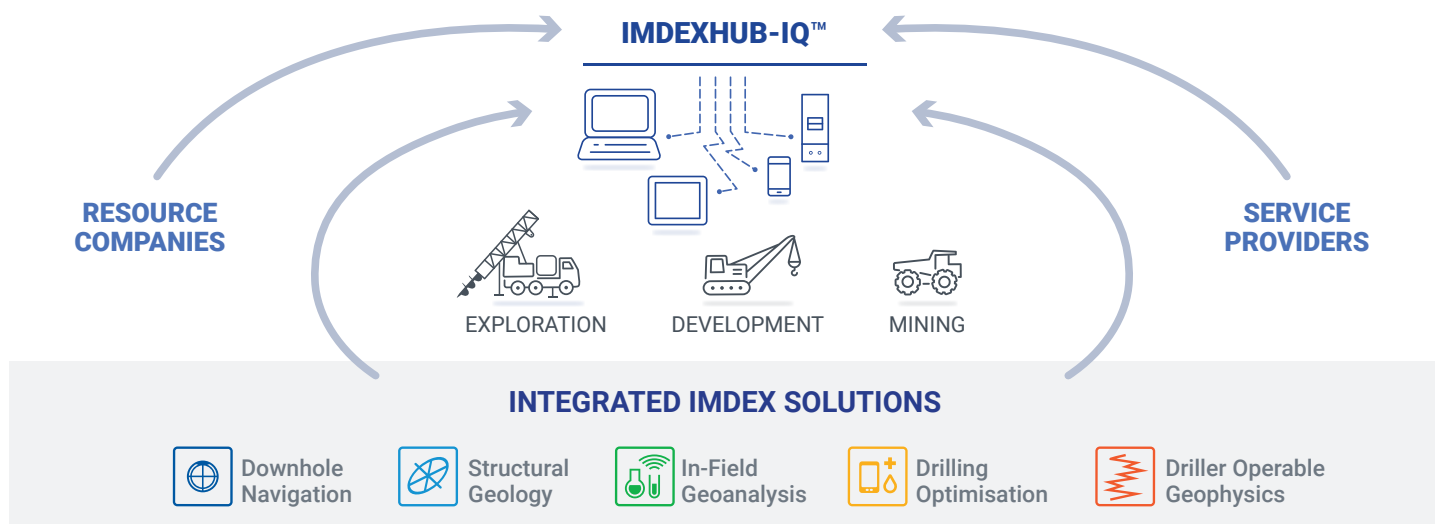 IMDEXHUB-IQ™
RESOURCE
COMPANIES
SERVICE
PROVIDERS
EXPLORATION
DEVELOPMENT
MINING
INTEGRATED IMDEX SOLUTIONS
Downhole
Navigation
Structural
Geology
In-Field
Geoanalysis
Drilling
Optimisation
Driller Operable
Geophysics